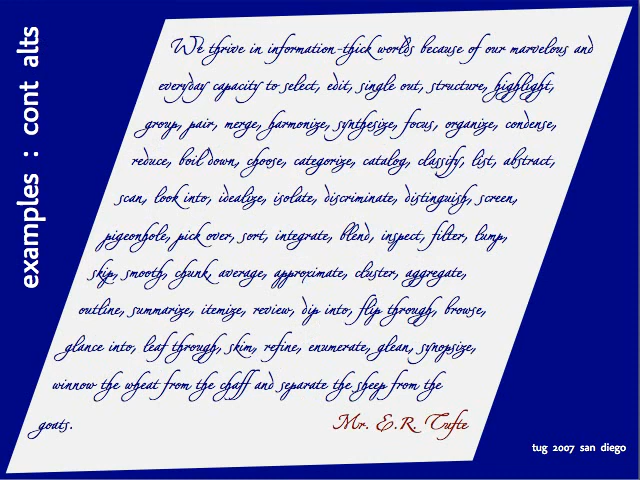 examples : cont alts
We thrive in information-thick worlds because of our marvelous and
everyday capacity to select, edit, single out, structure, highlight,
group, pair, merge, harmonize, synthesize, focus, organize, condense,
reduce, boil down, choose, categorize, catalog, classify, list, abstract,
scan, look into, idealize, isolate, discriminate, distinguish, screen,
pigeonhole, pick over, sort, integrate, blend, inspect, filter, lump,
skip, smooth, chunk, average, approximate, cluster, aggregate,
outline, summarize, itemize, review, dip into, flip through, browse,
glance into, leaf through, skim, refine, enumerate, glean, synopsize,
winnow the wheat from the chaff and separate the sheep from the
goats.
Mr. E.R. Tufte
tug 2007 san diego